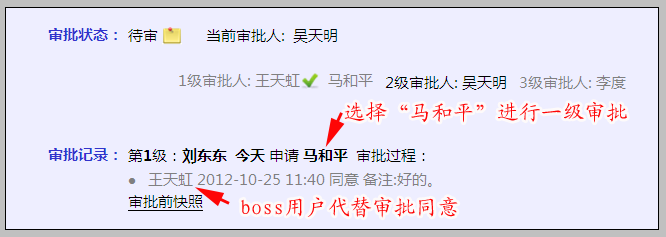 审批状态： 待审 当前审批人: 吴天明
1级审批人: 王天虹 马和平 2级审批人: 吴天明 3级审批人: 李度
选择“马和平”进行一级审批
审批记录： 第1级：刘东东 今天 申请 马和平 审批过程：
● 王天虹 2012-10-25 11:40 同意 备注:好的。
审批前快照
boss用户代替审批同意